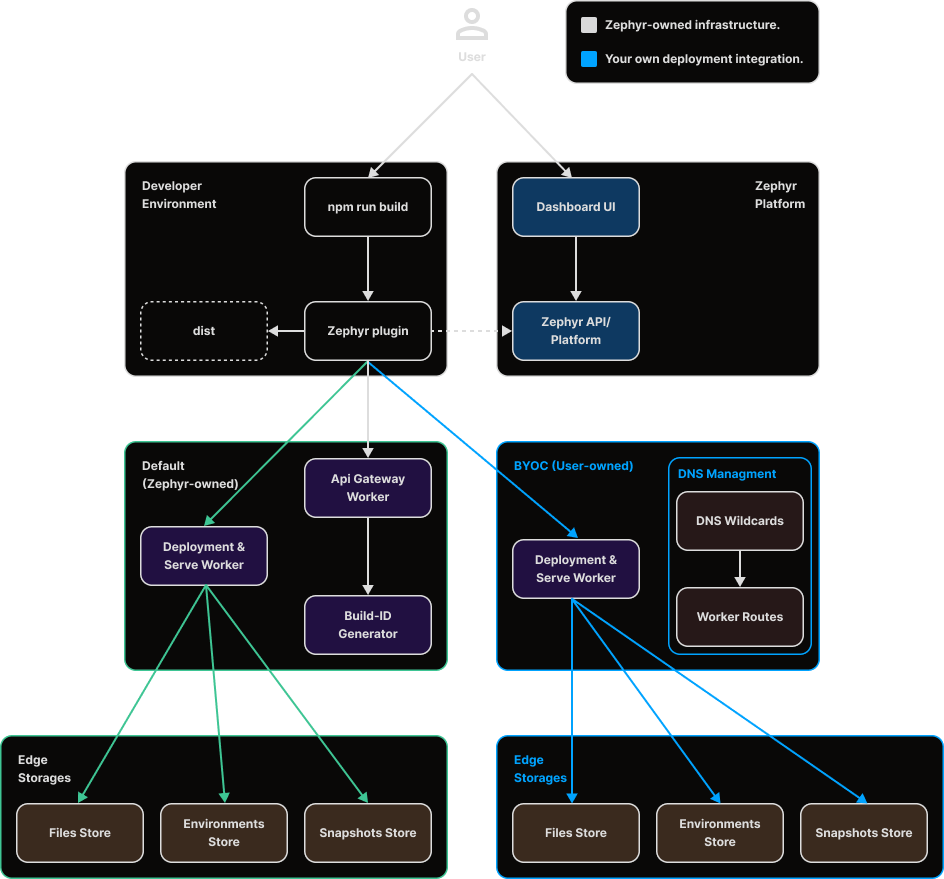 User
Zephyr-owned infrastructure.
Your own deployment integration.
Developer
Environment
npm run build
dist
Zephyr plugin
Zephyr
Platform
Dashboard UI
Zephyr API/
Platform
Default
(Zephyr-owned)
Api Gateway
Worker
Deployment &
Serve Worker
Build-ID
Generator
BYOC (User-owned)
DNS Managment
DNS Wildcards
Deployment &
Serve Worker
Worker Routes
Edge
Storages
Files Store
Environments
Store
Snapshots Store
Edge
Storages
Files Store
Environments
Store
Snapshots Store